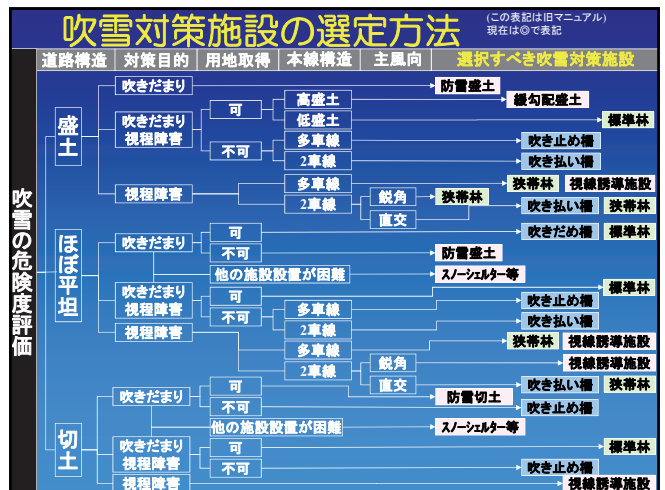 吹雪対策施設の選定方法
(この表記は旧マニュアル)
現在は◎で表記
道路構造 対策目的 用地取得 本線構造 主風向 選択すべき吹雪対策施設
吹雪の危険度評価
盛土
吹きだまり 防雪盛土
吹きだまり
視程障害
可 高盛土 緩勾配盛土
低盛土 標準林
不可 多車線 吹き止め柵
2車線 吹き払い柵
視程障害 多車線 狭帯林 視線誘導施設
2車線 鋭角 狭帯林
直交 吹き払い柵 狭帯林
ほぼ平坦
吹きだまり 可 吹きだめ柵 標準林
不可 防雪盛土
他の施設設置が困難 スノーシェルター等
吹きだまり
視程障害
可 標準林
不可 多車線 吹き止め柵
2車線 吹き払い柵
視程障害 多車線 狭帯林 視線誘導施設
2車線 鋭角 視線誘導施設
直交 吹き払い柵 狭帯林
切土
吹きだまり 可 防雪切土
不可 吹き止め柵
他の施設設置が困難 スノーシェルター等
吹きだまり
視程障害
可 標準林
不可 吹き止め柵
視程障害 視線誘導施設